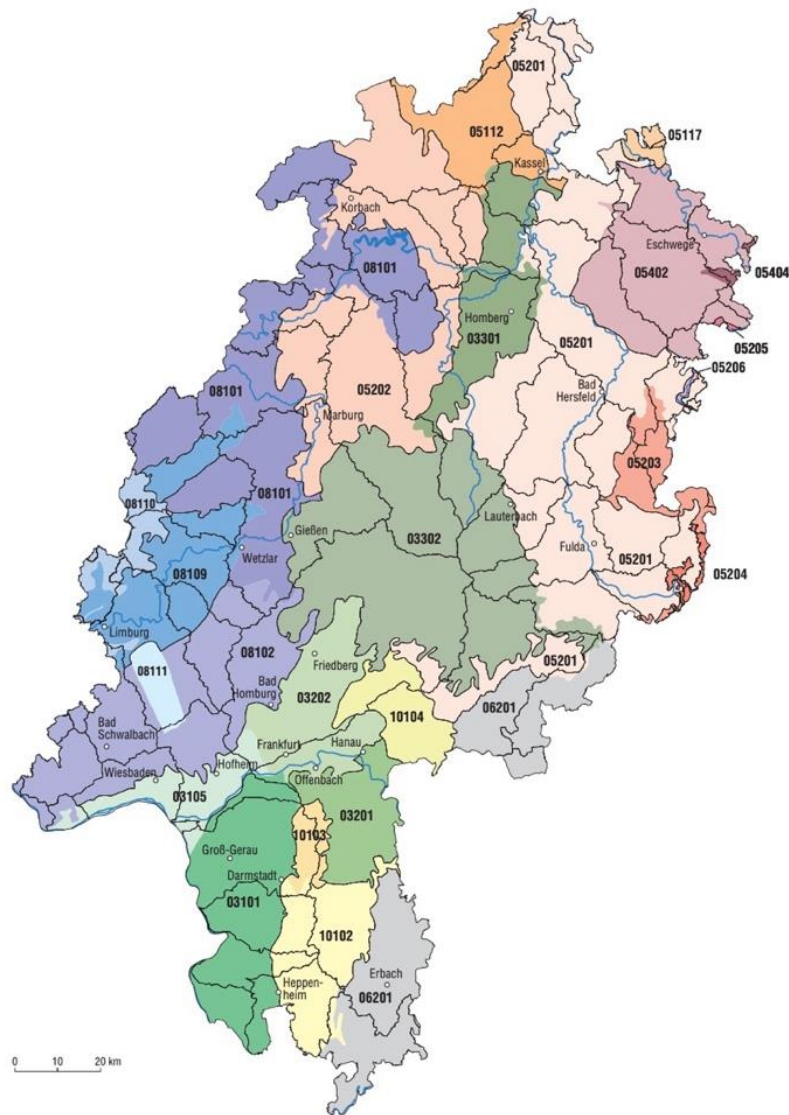 05201
05117
05112
Kassel
Korbach
Eschwege
08101
05402
05404
Homberg
03301
05205
05201
05206
08101
Bad
Hersfeld
05202
Marburg
05203
08101
08110
Lauterbach
03302
Gießen
Fulda
Wetzlar
05201
08109
05204
Limburg
08102
Friedberg
05201
08111
Bad
Homburg
03202
06201
10104
Bad
Schwalbach
Hanau
Frankfurt
Hofheim
Wiesbaden
Offenbach
03105
03201
10103
Groß-Gerau
Darmstadt
03101
10102
Erbach
Heppen-
heim
06201
0 10 20 km